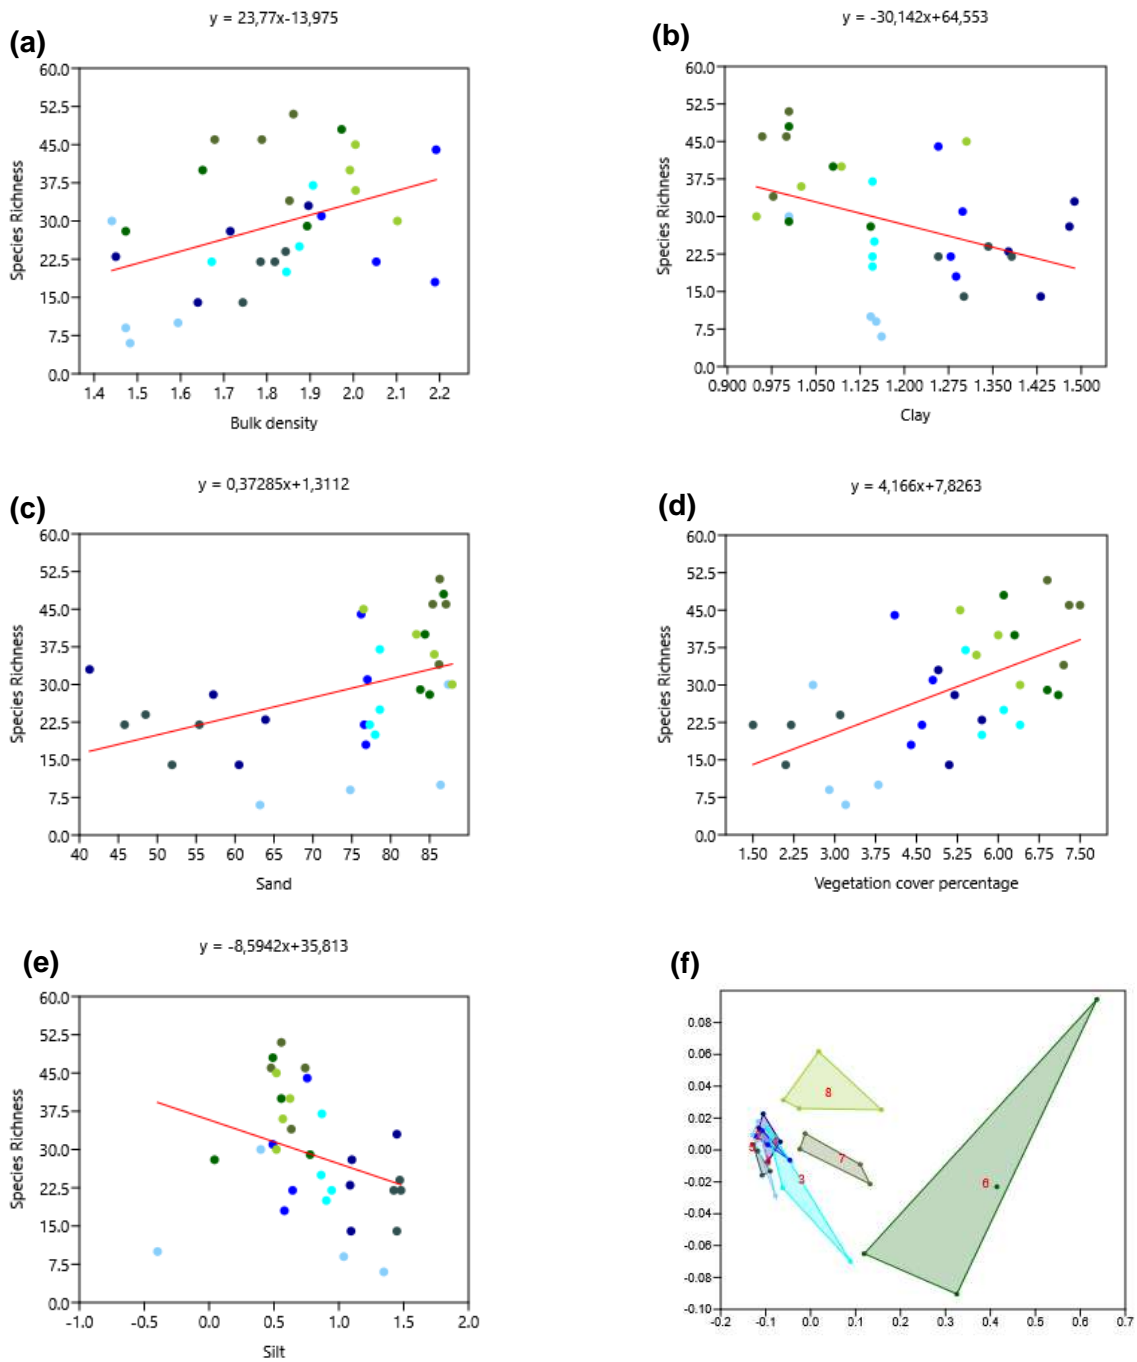 y = 23,77x-13,975
(a)
60.0
52.5
45.0
37.5
30.0
22.5
15.0
7.5
0.0
Species Richness
1.4 1.5 1.6 1.7 1.8 1.9 2.0 2.1 2.2
Bulk density
y = -30,142x+64,553
(b)
60.0
52.5
45.0
37.5
30.0
22.5
15.0
7.5
0.0
Species Richness
0.900 0.975 1.050 1.125 1.200 1.275 1.350 1.425 1.500
Clay
y = 0,37285x+1,3112
(c)
60.0
52.5
45.0
37.5
30.0
22.5
15.0
7.5
0.0
Species Richness
40 45 50 55 60 65 70 75 80 85
Sand
y = 4,166x+7,8263
(d)
60.0
52.5
45.0
37.5
30.0
22.5
15.0
7.5
0.0
Species Richness
1.50 2.25 3.00 3.75 4.50 5.25 6.00 6.75 7.50
Vegetation cover percentage
y = -8,5942x+35,813
(e)
60.0
52.5
45.0
37.5
30.0
22.5
15.0
7.5
0.0
Species Richness
-1.0 -0.5 0.0 0.5 1.0 1.5 2.0
Silt
(f)
0.08
0.06
0.04
0.02
0.00
-0.02
-0.04
-0.06
-0.08
-0.10
8
7
3
6
-0.2 -0.1 0.0 0.1 0.2 0.3 0.4 0.5 0.6 0.7